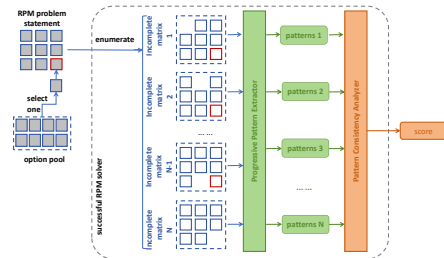 RPM problem
statement
select
one
option pool
enumerate
successful RPM solver
Incomplete
matrix
1
Incomplete
matrix
2
... ...
Incomplete
matrix
N-1
Incomplete
matrix
N
Progressive Pattern Extractor
patterns 1
patterns 2
patterns 3
... ...
patterns N
Pattern Consistency Analyzer
score